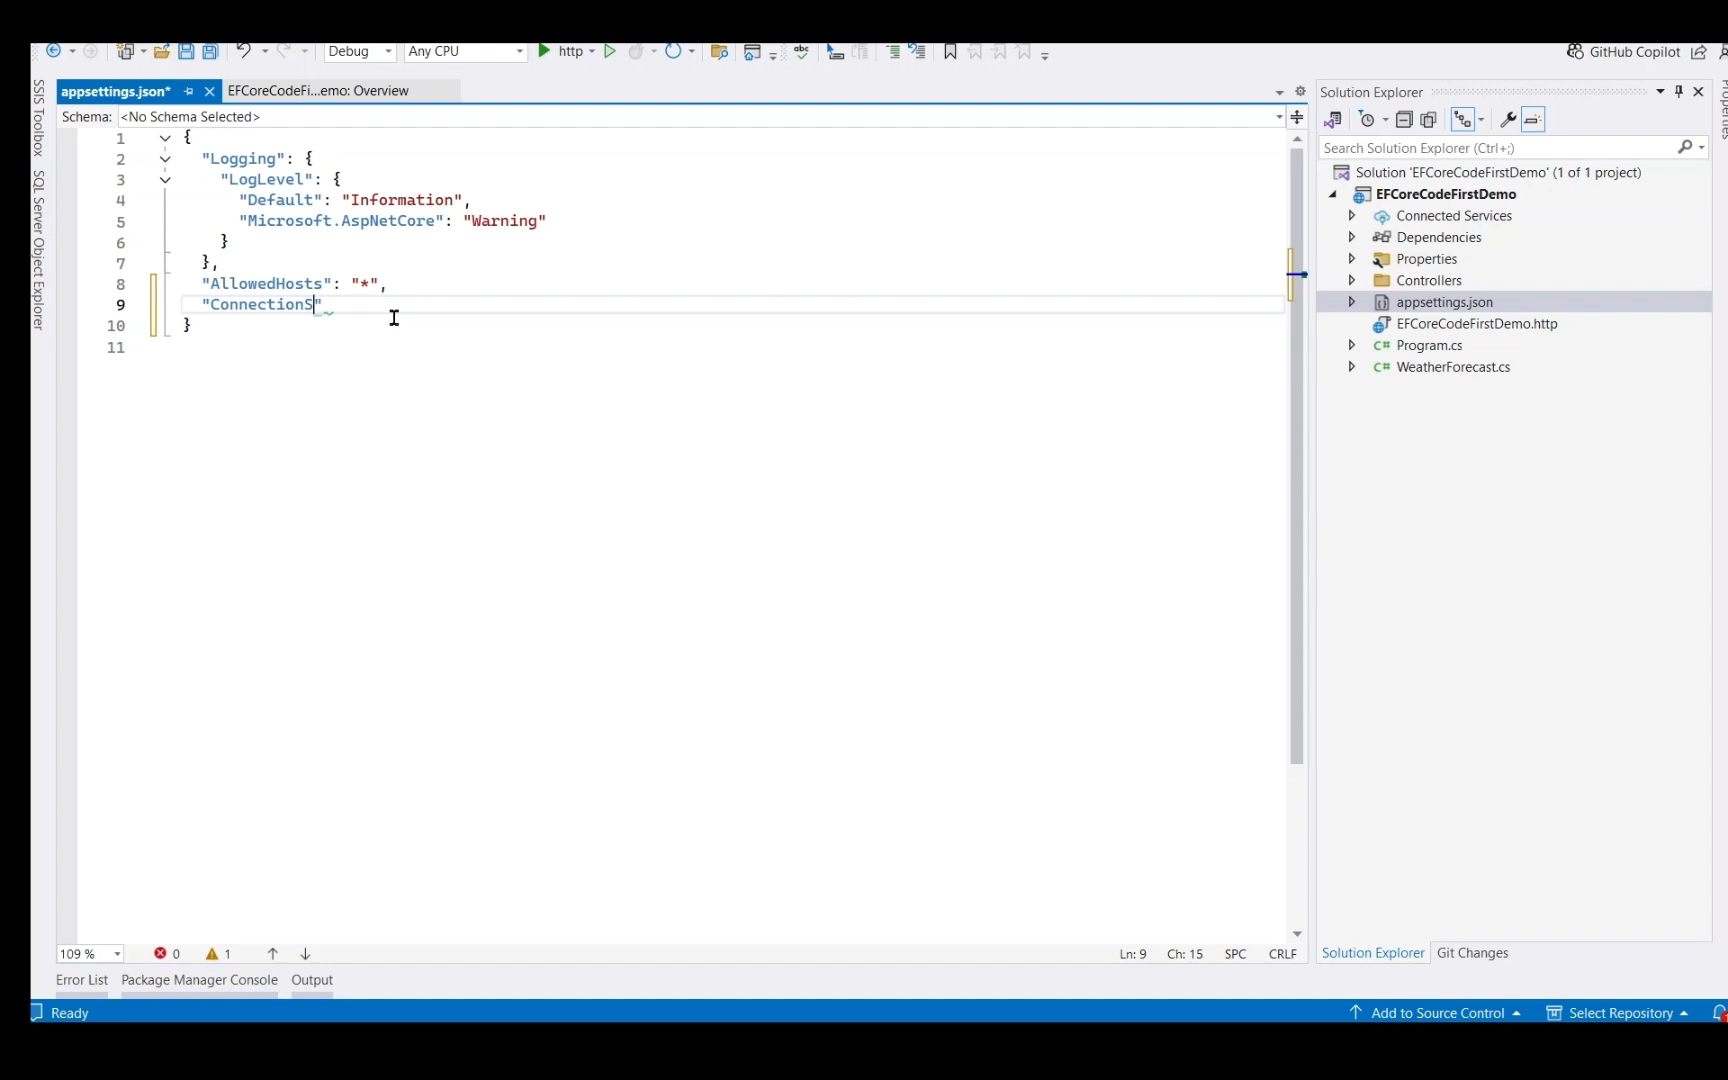 Debug Any CPU http GitHub Copilot
SSIS Toolbox
SQL Server Object Explorer
appsettings.json* EFCoreCodeFi...emo: Overview
Schema: <No Schema Selected>
1 {
2 "Logging": {
3 "LogLevel": {
4 "Default": "Information",
5 "Microsoft.AspNetCore": "Warning"
6 }
7 },
8 "AllowedHosts": "*",
9 "ConnectionS"
10 }
11
109 % 0 1 Ln: 9 Ch: 15 SPC CRLF
Error List Package Manager Console Output
Solution Explorer
Search Solution Explorer (Ctrl+;)
Solution 'EFCoreCodeFirstDemo' (1 of 1 project)
EFCoreCodeFirstDemo
Connected Services
Dependencies
Properties
Controllers
appsettings.json
EFCoreCodeFirstDemo.http
C# Program.cs
C# WeatherForecast.cs
Solution Explorer Git Changes
Properties
Ready Add to Source Control Select Repository